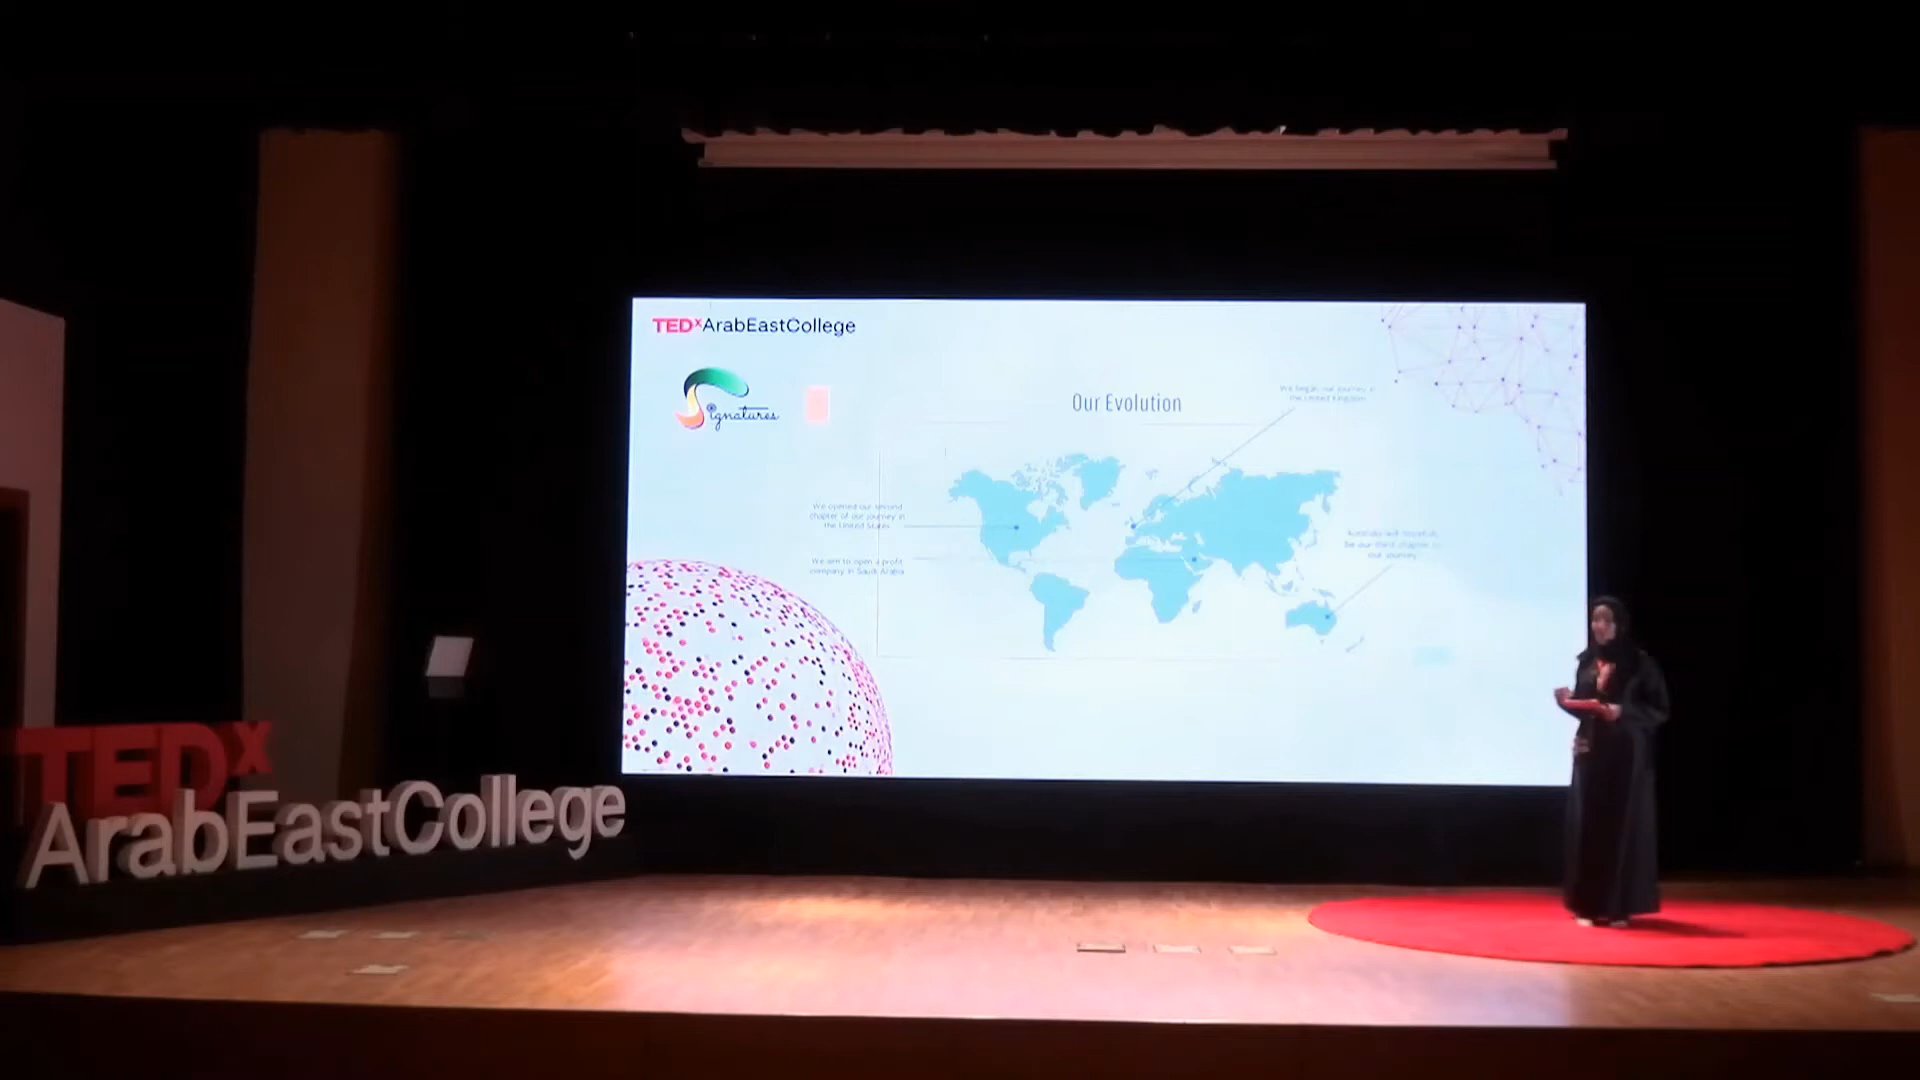 TEDxArabEastCollege
Signatures
Our Evolution
We began our journey in
the United Kingdom
We opened our second
chapter of our journey in
the United States
We aim to open a profit
company in Saudi Arabia
Australia will hopefully
be our third chapter in
our journey
TEDx
ArabEastCollege